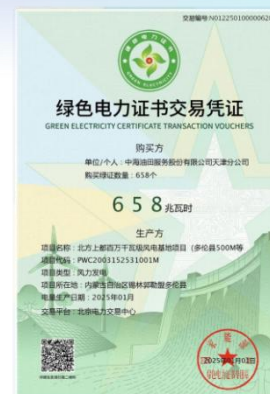 交易编号:N0122501000006
绿色电力证书
GREEN ELECTRICITY
绿色电力证书交易凭证
GREEN ELECTRICITY CERTIFICATE TRANSACTION VOUCHERS
购买方
单位/个人：中海油田服务股份有限公司天津分公司
购买绿证数量：658个
658兆瓦时
生产方
项目名称：北方上都百万千瓦级风电基地项目（多伦县500M等
项目代码：PWC2003152531001M
项目类型：风力发电
项目所在地：内蒙古自治区锡林郭勒盟多伦县
电量生产日期：2025年01月
交易平台：北京电力交易中心